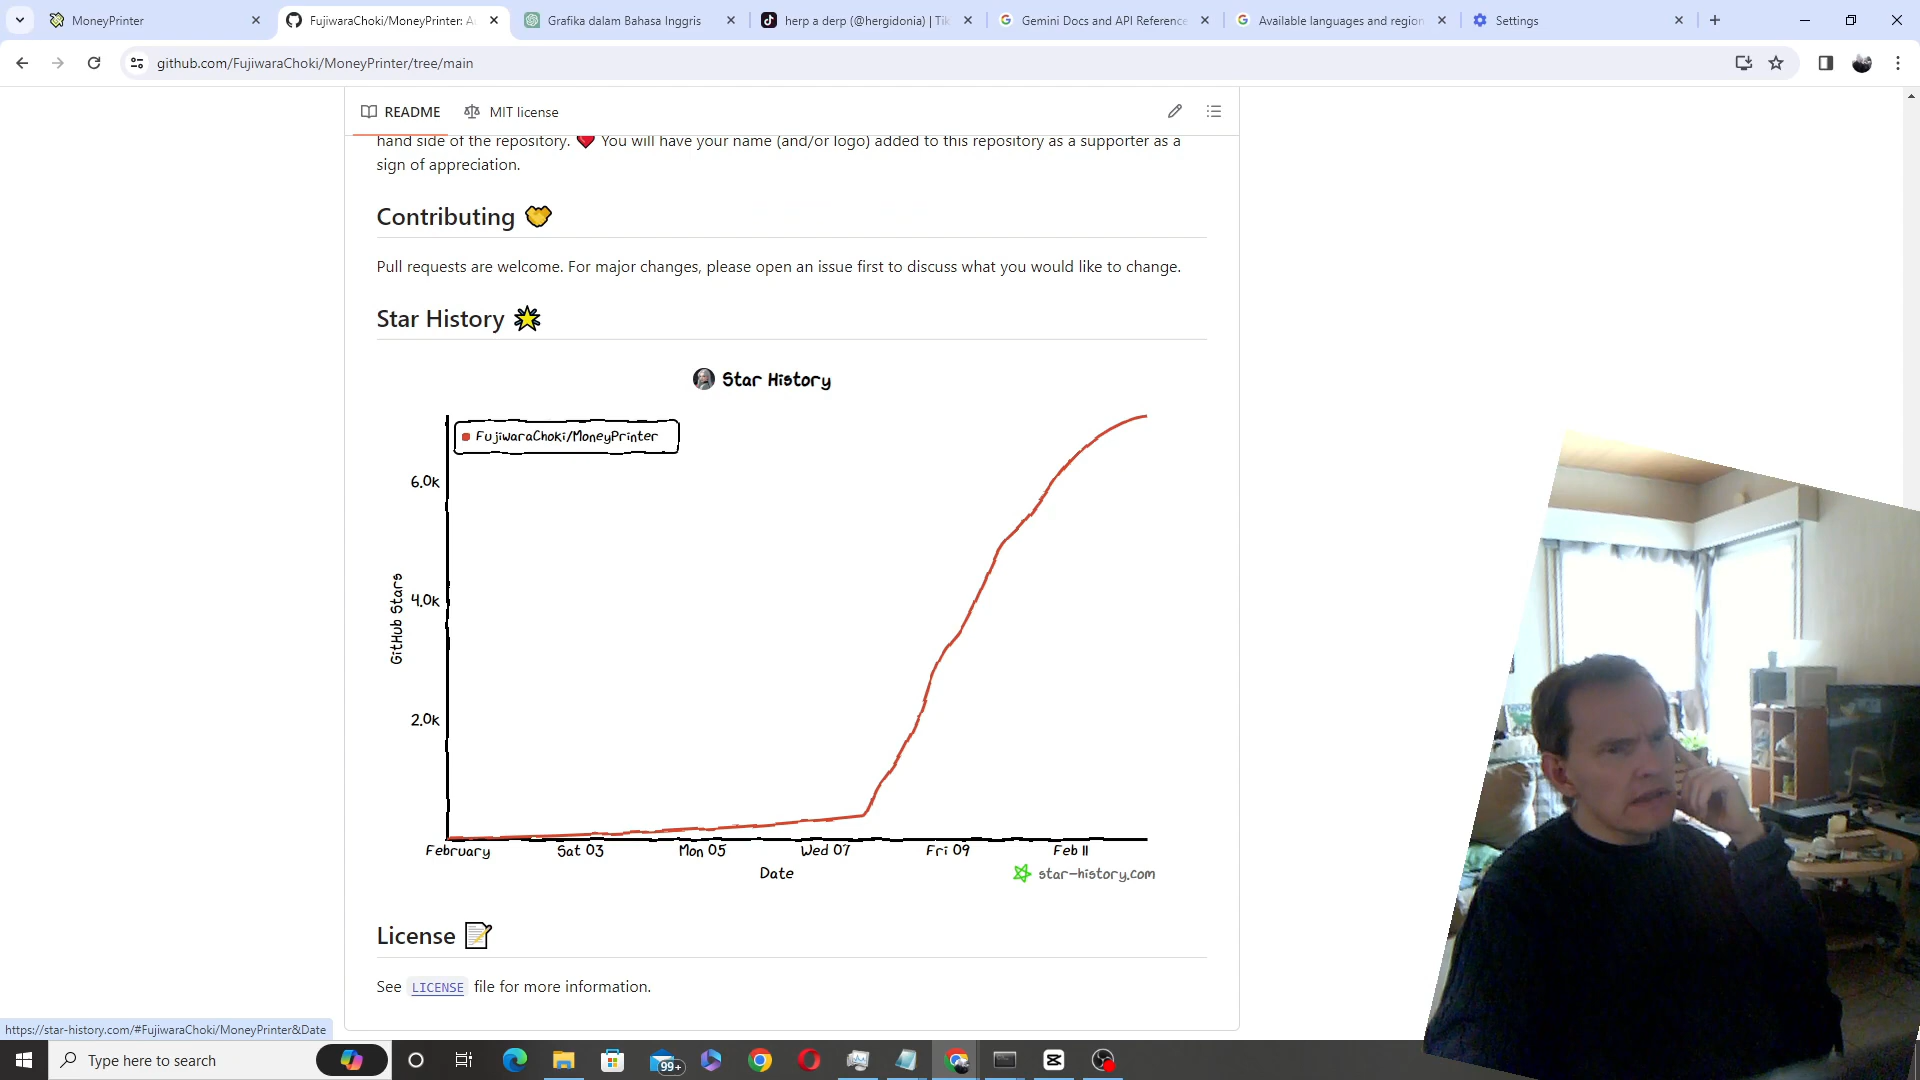 MoneyPrinter
FujiwaraChoki/MoneyPrinter: Au
Grafika dalam Bahasa Inggris
herp a derp (@hergidonia) | Tik
Gemini Docs and API Reference
Available languages and region
Settings
github.com/FujiwaraChoki/MoneyPrinter/tree/main
README
MIT license
hand side of the repository. ❤️ You will have your name (and/or logo) added to this repository as a supporter as a
sign of appreciation.
Contributing 🤝
Pull requests are welcome. For major changes, please open an issue first to discuss what you would like to change.
Star History 🌟
Star History
FujiwaraChoki/MoneyPrinter
6.0k
4.0k
2.0k
GitHub Stars
February
Sat 03
Mon 05
Wed 07
Fri 09
Feb 11
Date
star-history.com
License 📝
See LICENSE file for more information.
https://star-history.com/#FujiwaraChoki/MoneyPrinter&Date
Type here to search
99+